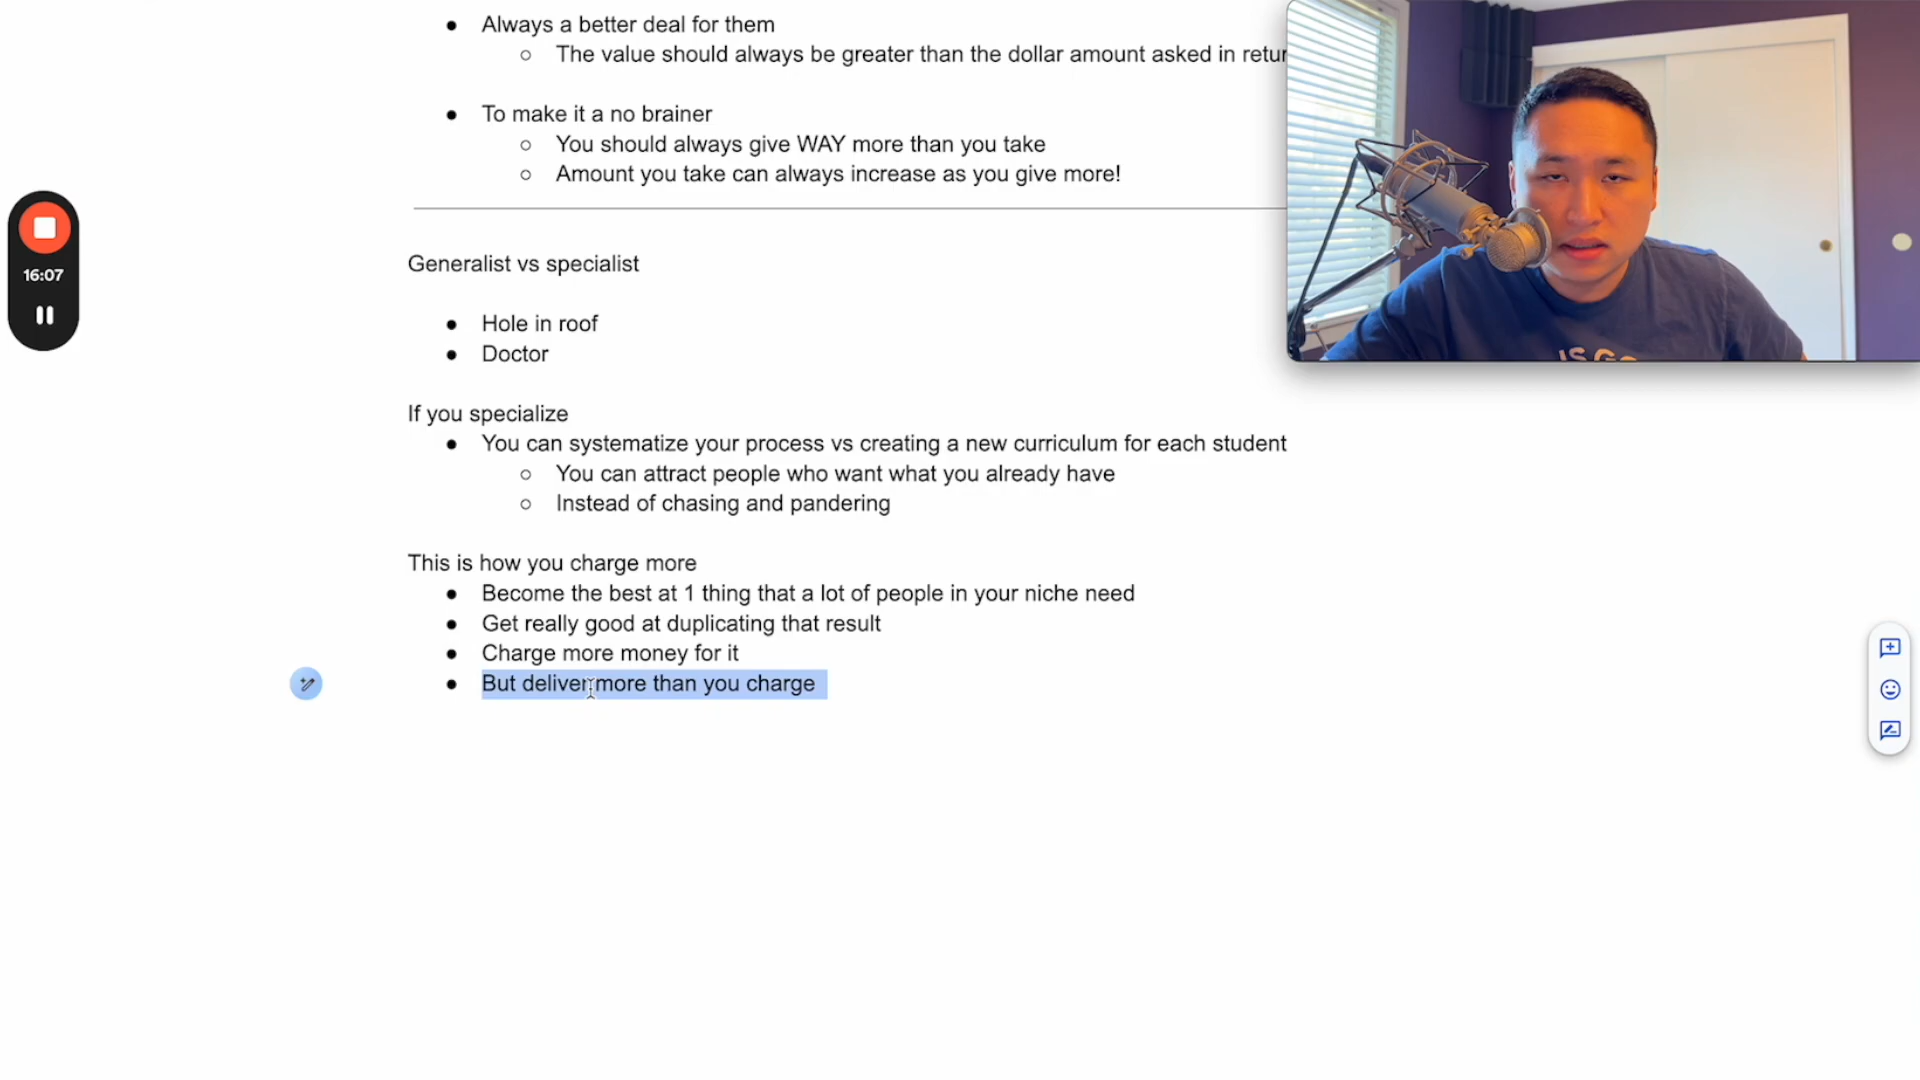 Always a better deal for them
The value should always be greater than the dollar amount asked in retur
To make it a no brainer
You should always give WAY more than you take
Amount you take can always increase as you give more!
16:07
Generalist vs specialist
Hole in roof
Doctor
If you specialize
You can systematize your process vs creating a new curriculum for each student
You can attract people who want what you already have
Instead of chasing and pandering
This is how you charge more
Become the best at 1 thing that a lot of people in your niche need
Get really good at duplicating that result
Charge more money for it
But deliver more than you charge